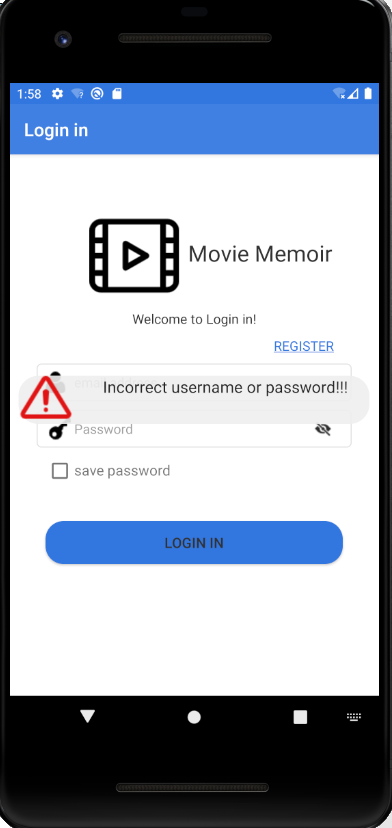 1:58
Login in
Movie Memoir
Welcome to Login in!
REGISTER
Incorrect username or password!!!
Password
save password
LOGIN IN